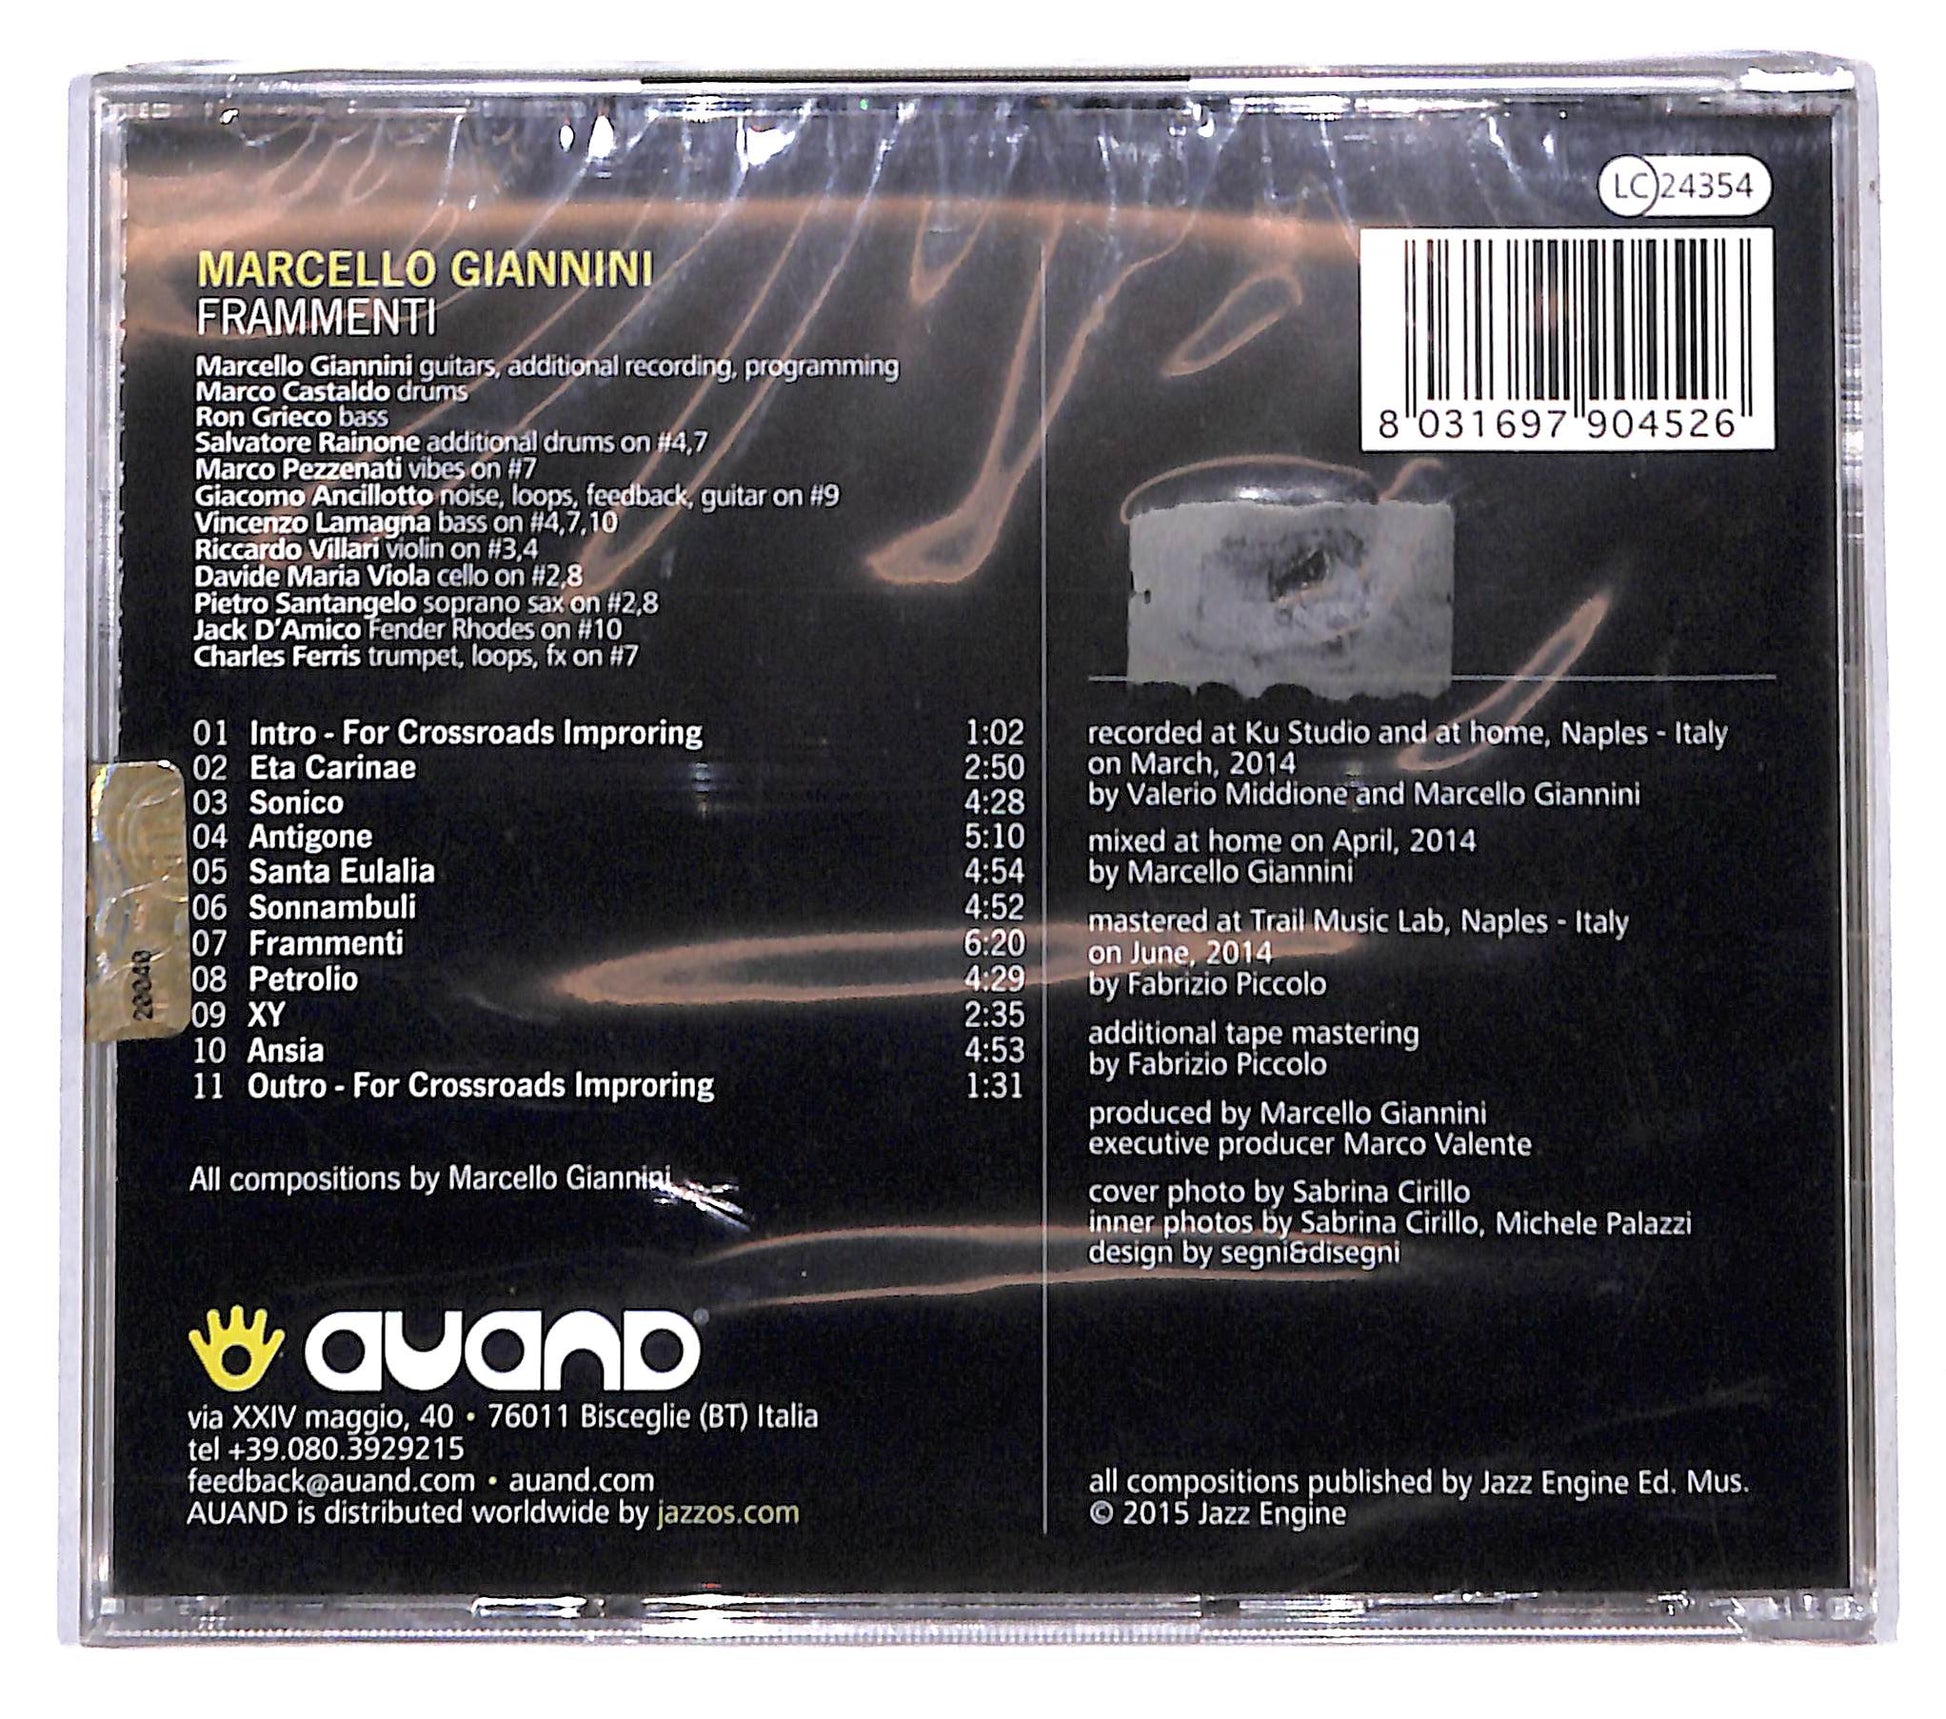 LC 24354
8 031697 904526
MARCELLO GIANNINI
FRAMMENTI
Marcello Giannini guitars, additional recording, programming
Marco Castaldo drums
Ron Grieco bass
Salvatore Rainone additional drums on #4,7
Marco Pezzenati vibes on #7
Giacomo Ancillotto noise, loops, feedback, guitar on #9
Vincenzo Lamagna bass on #4,7,10
Riccardo Villari violin on #3,4
Davide Maria Viola cello on #2,8
Pietro Santangelo soprano sax on #2,8
Jack D'Amico Fender Rhodes on #10
Charles Ferris trumpet, loops, fx on #7
01 Intro - For Crossroads Improring 1:02
02 Eta Carinae 2:50
03 Sonico 4:28
04 Antigone 5:10
05 Santa Eulalia 4:54
06 Sonnambuli 4:52
07 Frammenti 6:20
08 Petrolio 4:29
09 XY 2:35
10 Ansia 4:53
11 Outro - For Crossroads Improring 1:31
All compositions by Marcello Giannini
auand®
via XXIV maggio, 40 • 76011 Bisceglie (BT) Italia
tel +39.080.3929215
feedback@auand.com • auand.com
AUAND is distributed worldwide by jazzos.com
recorded at Ku Studio and at home, Naples - Italy
on March, 2014
by Valerio Middione and Marcello Giannini
mixed at home on April, 2014
by Marcello Giannini
mastered at Trail Music Lab, Naples - Italy
on June, 2014
by Fabrizio Piccolo
additional tape mastering
by Fabrizio Piccolo
produced by Marcello Giannini
executive producer Marco Valente
cover photo by Sabrina Cirillo
inner photos by Sabrina Cirillo, Michele Palazzi
design by segni&disegni
all compositions published by Jazz Engine Ed. Mus.
© 2015 Jazz Engine